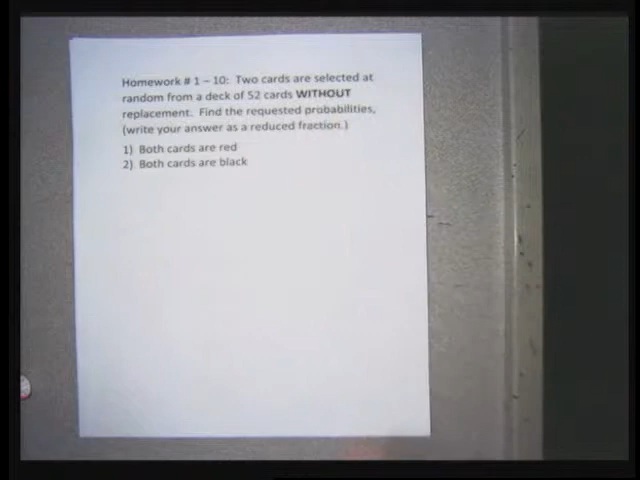 Homework # 1 – 10: Two cards are selected at
random from a deck of 52 cards WITHOUT
replacement. Find the requested probabilities,
(write your answer as a reduced fraction.)
1) Both cards are red
2) Both cards are black